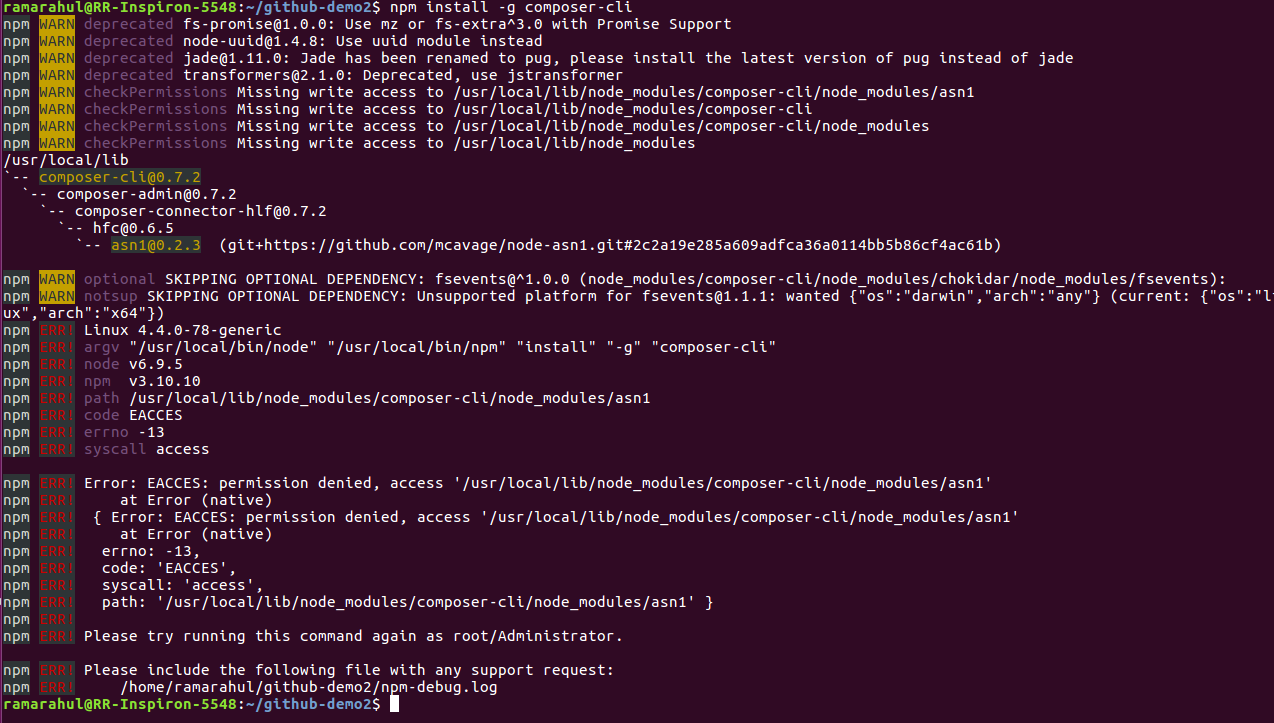 ramarahul@RR-Inspiron-5548:~/github-demo2$ npm install -g composer-cli
npm WARN deprecated fs-promise@1.0.0: Use mz or fs-extra^3.0 with Promise Support
npm WARN deprecated node-uuid@1.4.8: Use uuid module instead
npm WARN deprecated jade@1.11.0: Jade has been renamed to pug, please install the latest version of pug instead of jade
npm WARN deprecated transformers@2.1.0: Deprecated, use jstransformer
npm WARN checkPermissions Missing write access to /usr/local/lib/node_modules/composer-cli/node_modules/asn1
npm WARN checkPermissions Missing write access to /usr/local/lib/node_modules/composer-cli
npm WARN checkPermissions Missing write access to /usr/local/lib/node_modules/composer-cli/node_modules
npm WARN checkPermissions Missing write access to /usr/local/lib/node_modules
/usr/local/lib
`-- composer-cli@0.7.2
  `-- composer-admin@0.7.2
    `-- composer-connector-hlf@0.7.2
      `-- hfc@0.6.5
        `-- asn1@0.2.3  (git+https://github.com/mcavage/node-asn1.git#2c2a19e285a609adfca36a0114bb5b86cf4ac61b)
npm WARN optional SKIPPING OPTIONAL DEPENDENCY: fsevents@^1.0.0 (node_modules/composer-cli/node_modules/chokidar/node_modules/fsevents):
npm WARN notsup SKIPPING OPTIONAL DEPENDENCY: Unsupported platform for fsevents@1.1.1: wanted {"os":"darwin","arch":"any"} (current: {"os":"li
ux","arch":"x64"})
npm ERR! Linux 4.4.0-78-generic
npm ERR! argv "/usr/local/bin/node" "/usr/local/bin/npm" "install" "-g" "composer-cli"
npm ERR! node v6.9.5
npm ERR! npm  v3.10.10
npm ERR! path /usr/local/lib/node_modules/composer-cli/node_modules/asn1
npm ERR! code EACCES
npm ERR! errno -13
npm ERR! syscall access
npm ERR! Error: EACCES: permission denied, access '/usr/local/lib/node_modules/composer-cli/node_modules/asn1'
npm ERR!     at Error (native)
npm ERR!  { Error: EACCES: permission denied, access '/usr/local/lib/node_modules/composer-cli/node_modules/asn1'
npm ERR!     at Error (native)
npm ERR!   errno: -13,
npm ERR!   code: 'EACCES',
npm ERR!   syscall: 'access',
npm ERR!   path: '/usr/local/lib/node_modules/composer-cli/node_modules/asn1' }
npm ERR!
npm ERR! Please try running this command again as root/Administrator.
npm ERR! Please include the following file with any support request:
npm ERR!     /home/ramarahul/github-demo2/npm-debug.log
ramarahul@RR-Inspiron-5548:~/github-demo2$